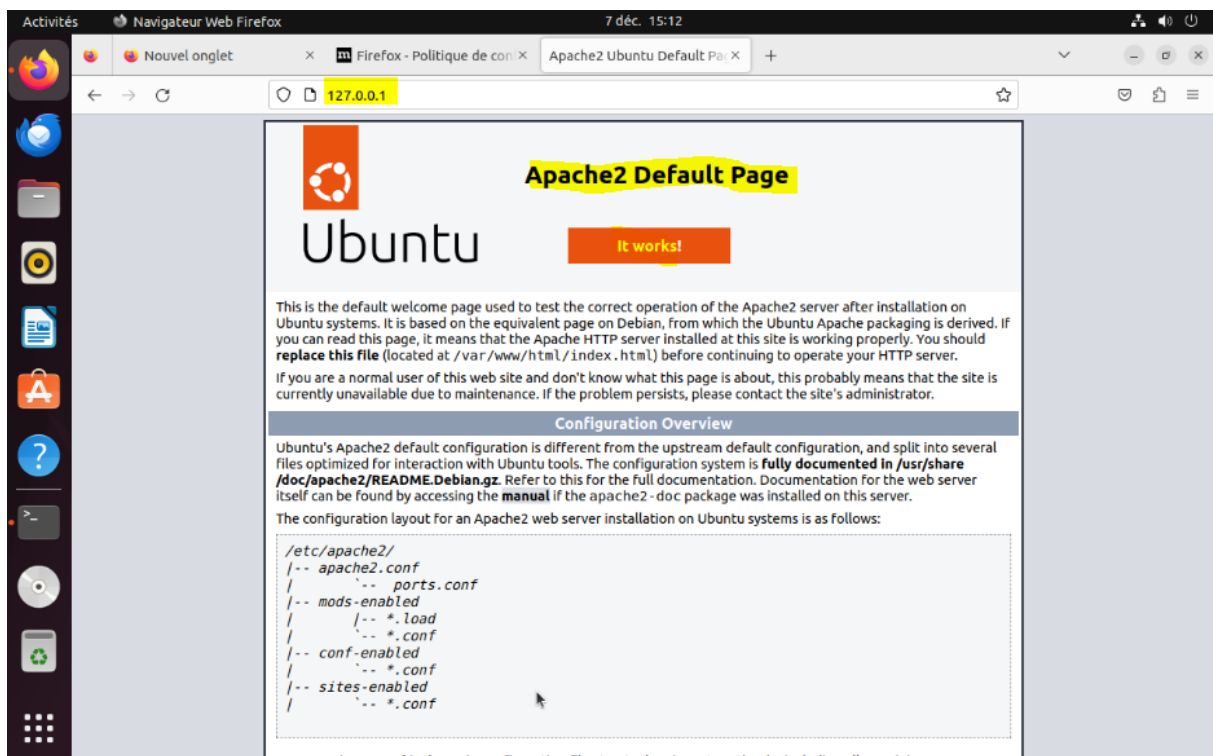 Activités Navigateur Web Firefox 7 déc. 15:12
Nouvel onglet Firefox - Politique de con Apache2 Ubuntu Default Pa
127.0.0.1
Apache2 Default Page
Ubuntu
It works!
This is the default welcome page used to test the correct operation of the Apache2 server after installation on
Ubuntu systems. It is based on the equivalent page on Debian, from which the Ubuntu Apache packaging is derived. If
you can read this page, it means that the Apache HTTP server installed at this site is working properly. You should
replace this file (located at /var/www/html/index.html) before continuing to operate your HTTP server.
If you are a normal user of this web site and don't know what this page is about, this probably means that the site is
currently unavailable due to maintenance. If the problem persists, please contact the site's administrator.
Configuration Overview
Ubuntu's Apache2 default configuration is different from the upstream default configuration, and split into several
files optimized for interaction with Ubuntu tools. The configuration system is fully documented in /usr/share
/doc/apache2/README.Debian.gz. Refer to this for the full documentation. Documentation for the web server
itself can be found by accessing the manual if the apache2-doc package was installed on this server.
The configuration layout for an Apache2 web server installation on Ubuntu systems is as follows:
/etc/apache2/
|-- apache2.conf
| `-- ports.conf
|-- mods-enabled
| |-- *.load
| `-- *.conf
|-- conf-enabled
| `-- *.conf
|-- sites-enabled
| `-- *.conf